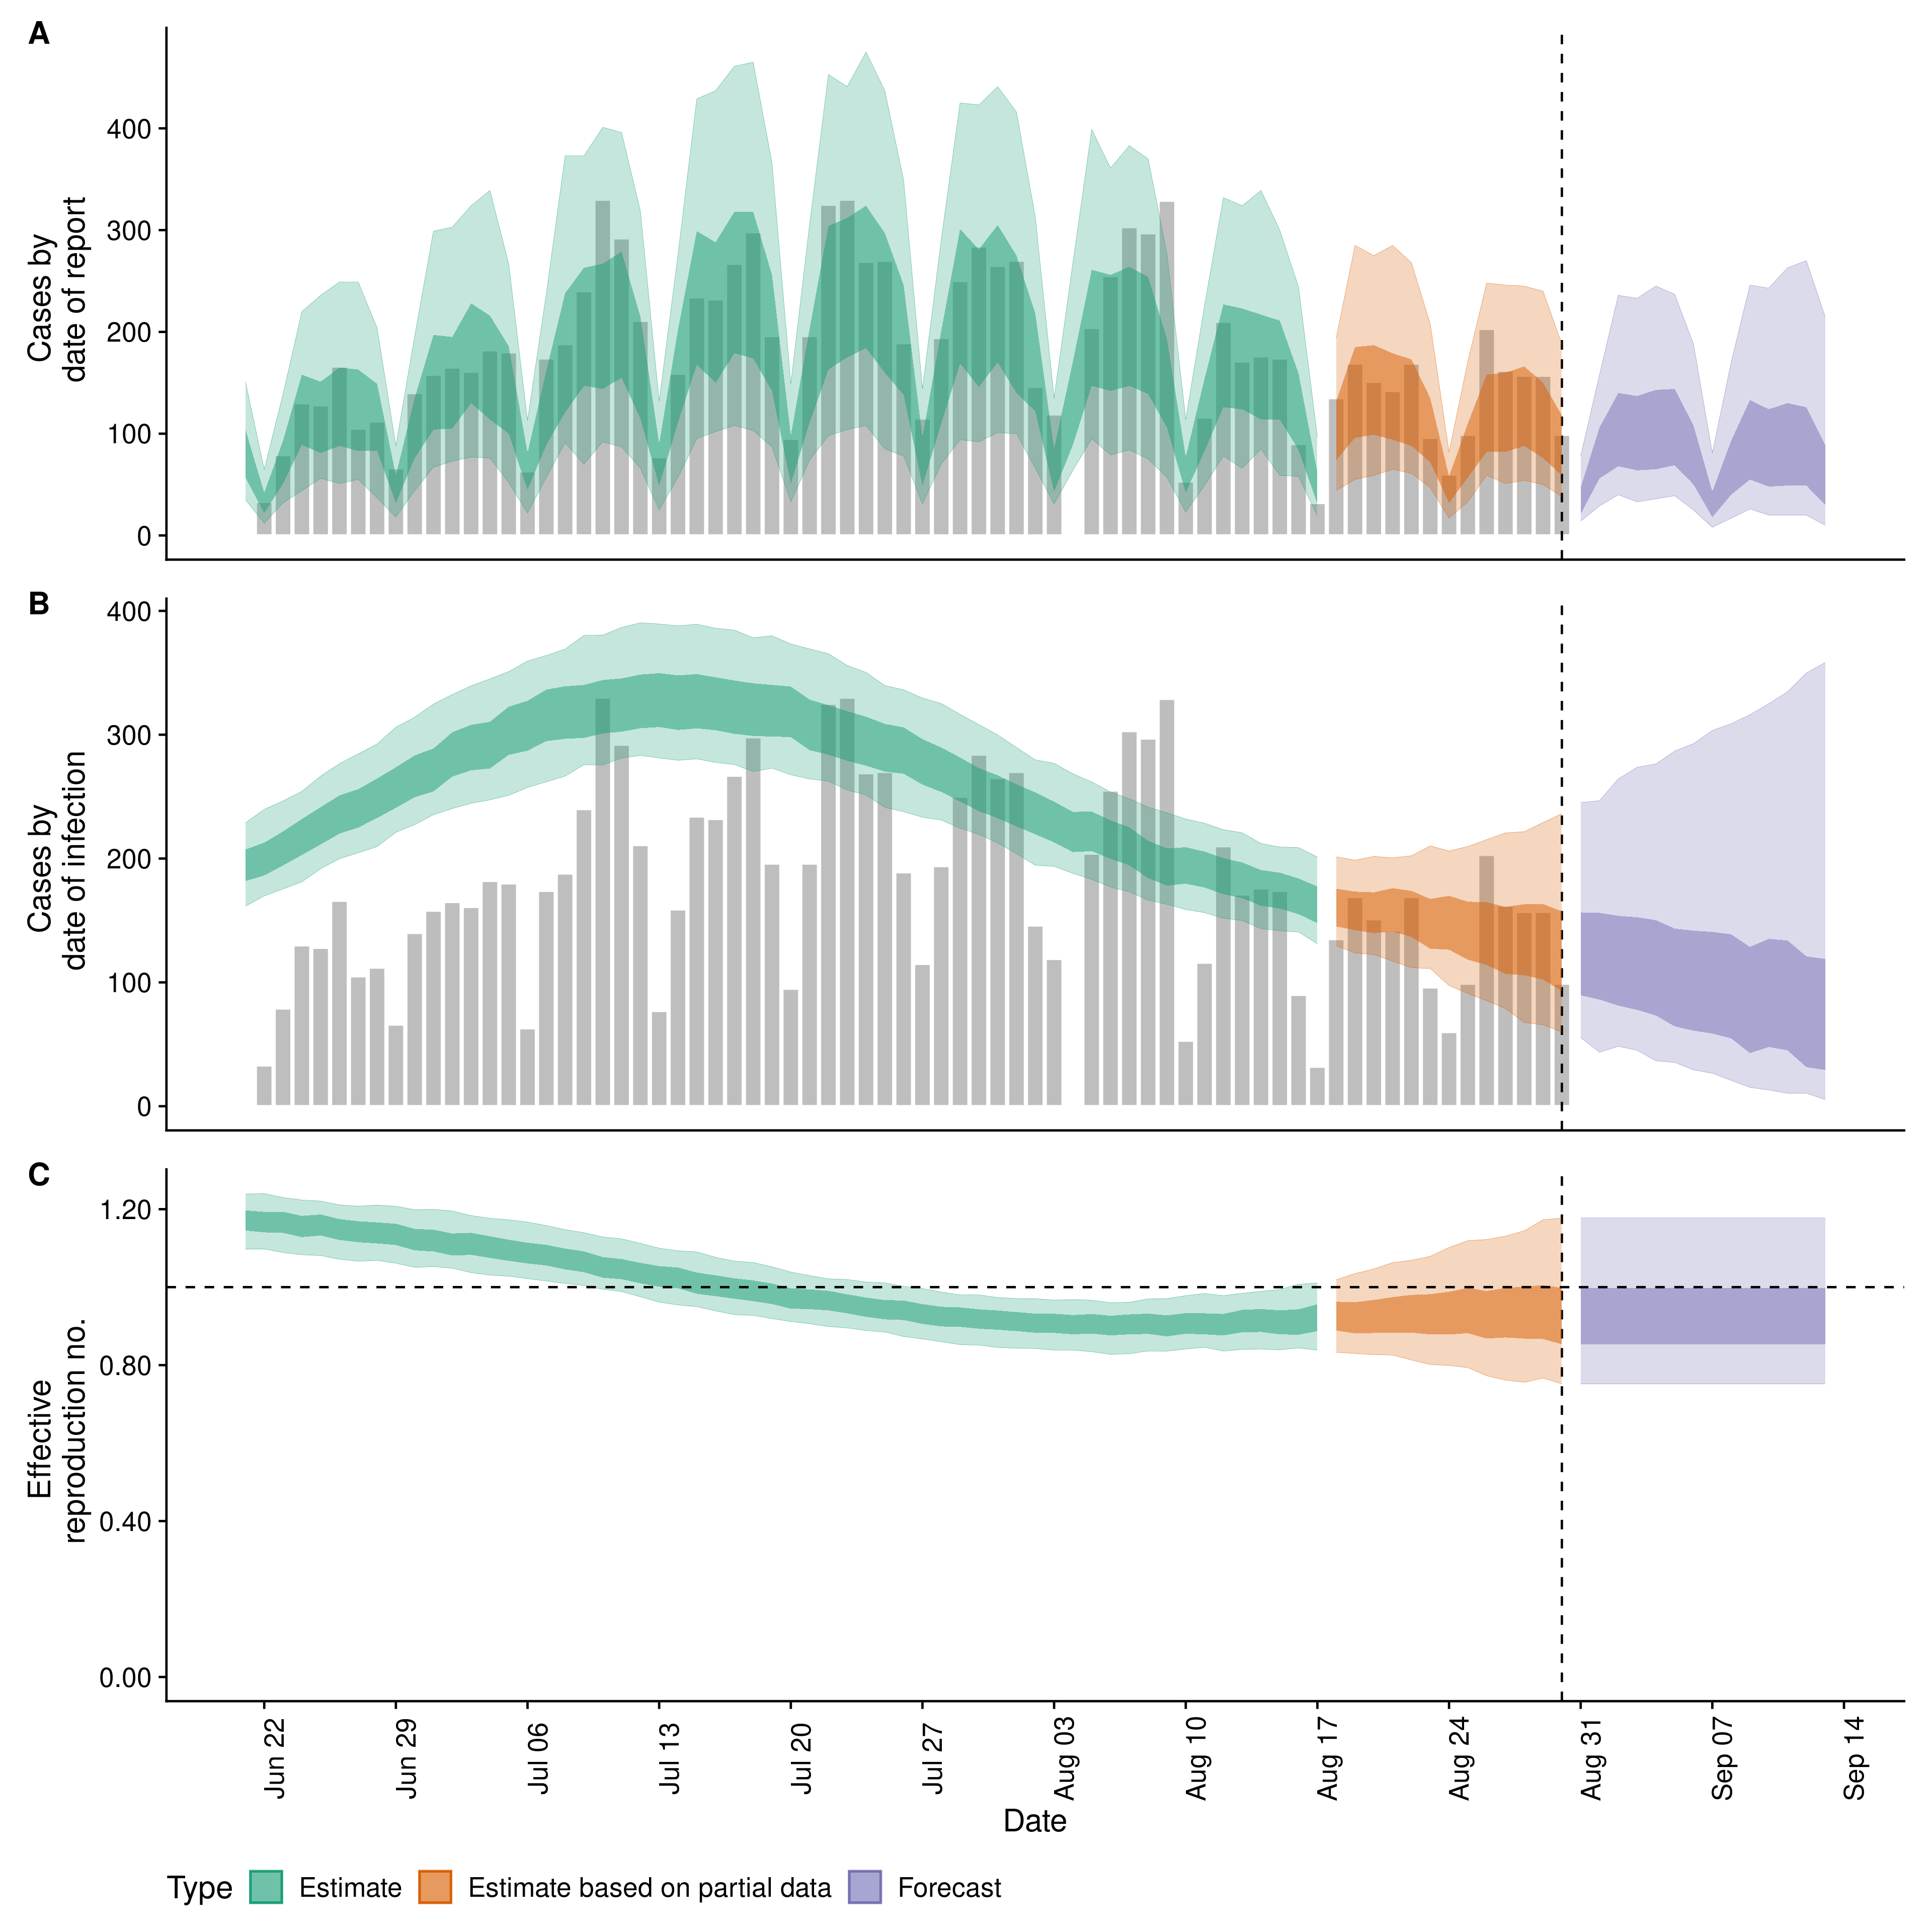 A
Cases by
date of report
400
300
200
100
0
B
Cases by
date of infection
400
300
200
100
0
C
Effective
reproduction no.
1.20
0.80
0.40
0.00
Jun 22
Jun 29
Jul 06
Jul 13
Jul 20
Jul 27
Aug 03
Aug 10
Aug 17
Aug 24
Aug 31
Sep 07
Sep 14
Date
Type Estimate Estimate based on partial data Forecast